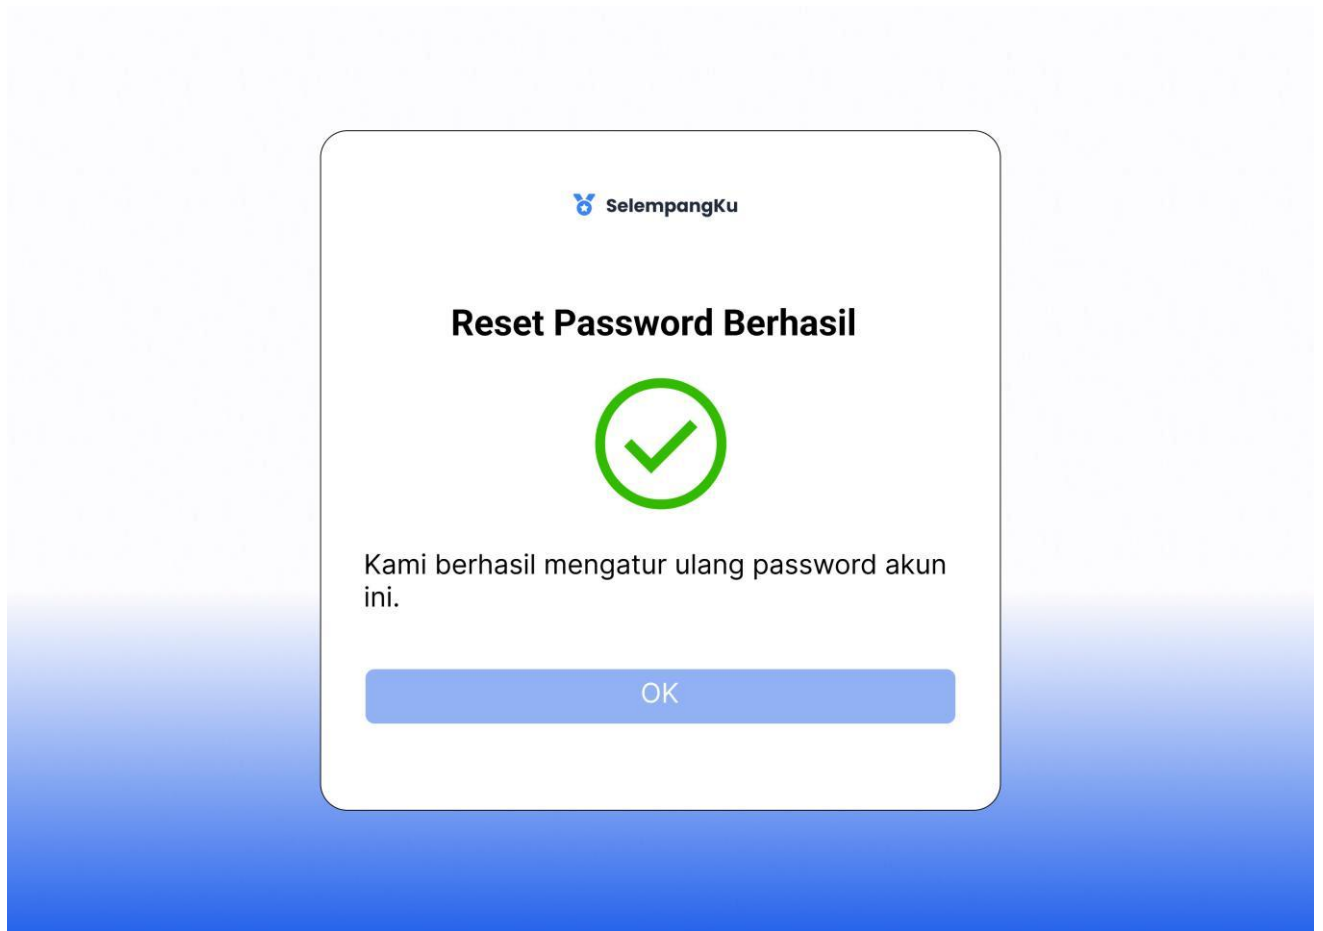 SelempangKu
Reset Password Berhasil
Kami berhasil mengatur ulang password akun
ini.
OK